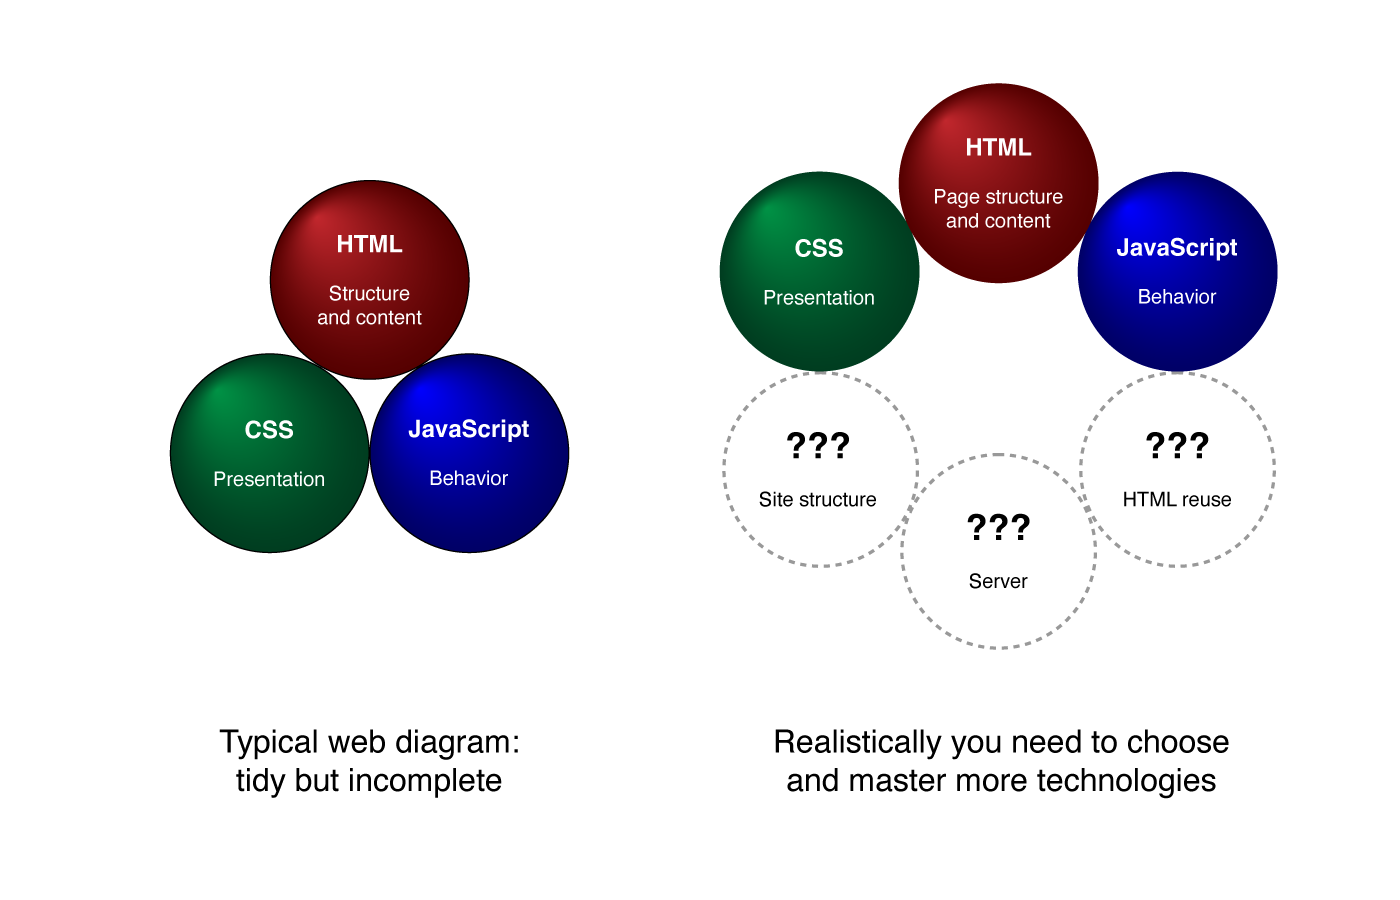 HTML
Structure
and content
CSS
Presentation
JavaScript
Behavior
Typical web diagram:
tidy but incomplete
HTML
Page structure
and content
CSS
Presentation
JavaScript
Behavior
???
Site structure
???
Server
???
HTML reuse
Realistically you need to choose
and master more technologies